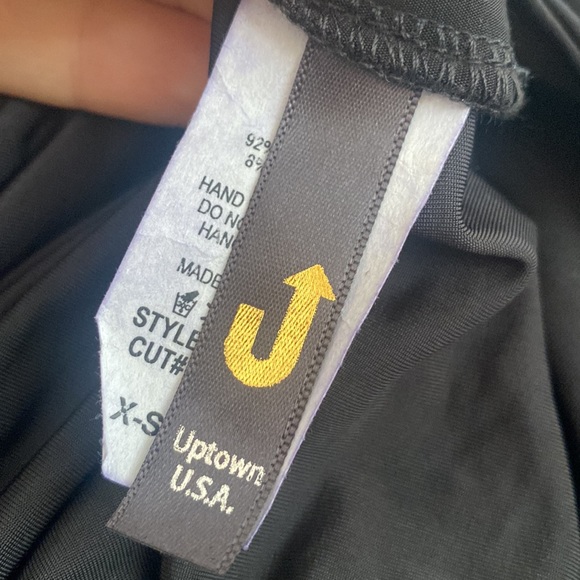 92%
8%
HAND
DO NO
HAN
MADE
STYLE
CUT#
X-S
Uptown
U.S.A.